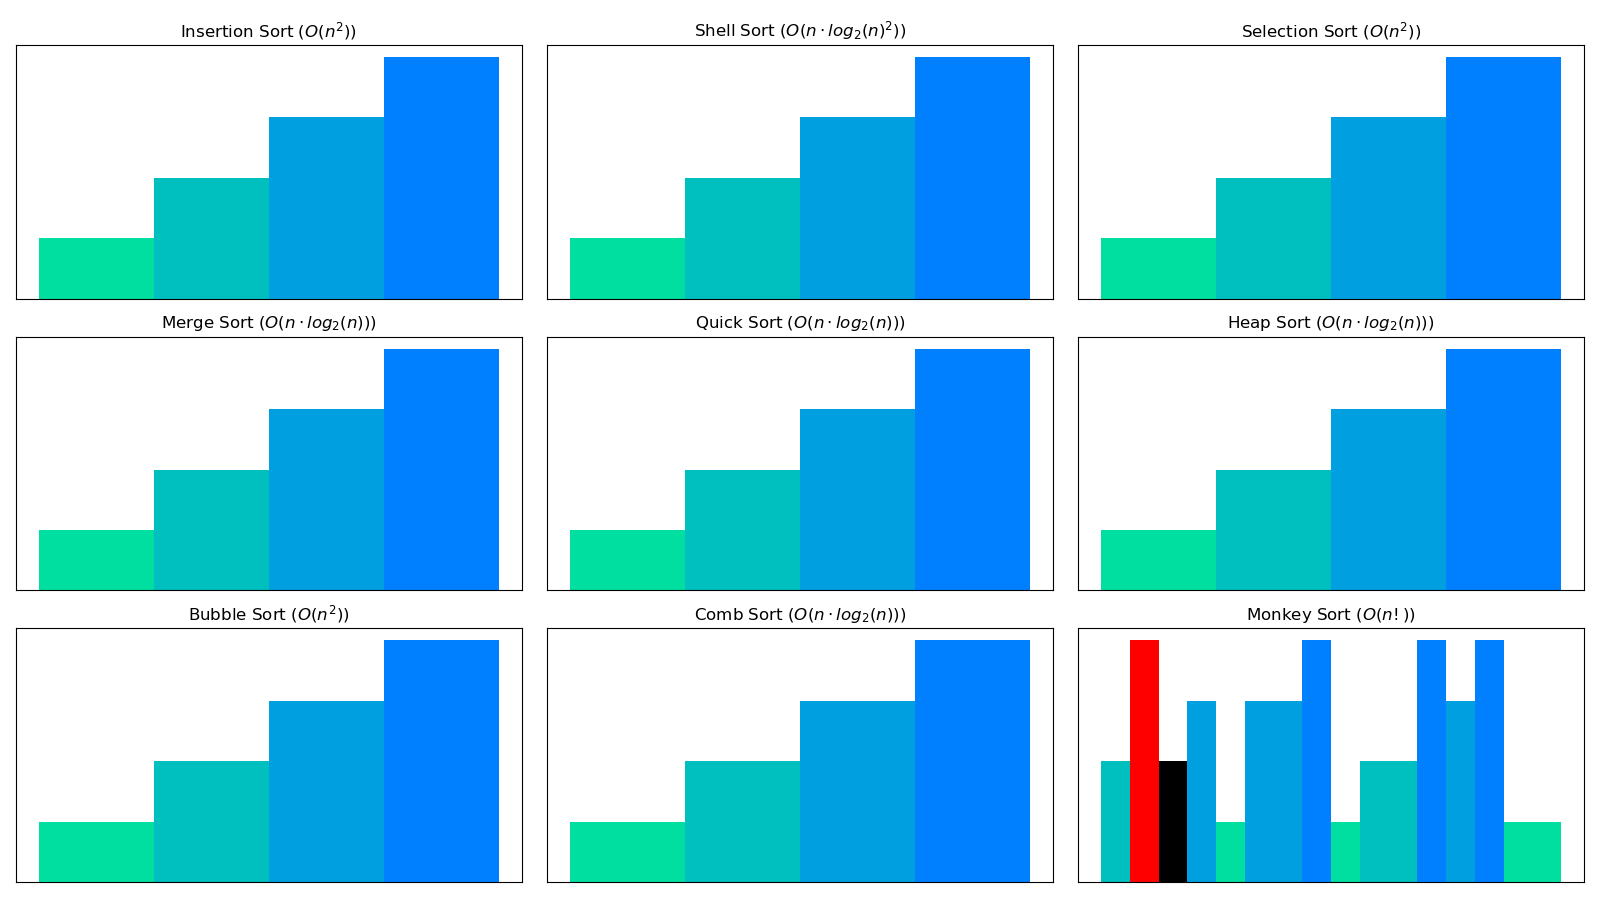 Insertion Sort (O(n²))
Shell Sort (O(n · log₂(n)²))
Selection Sort (O(n²))
Merge Sort (O(n · log₂(n)))
Quick Sort (O(n · log₂(n)))
Heap Sort (O(n · log₂(n)))
Bubble Sort (O(n²))
Comb Sort (O(n · log₂(n)))
Monkey Sort (O(n!))